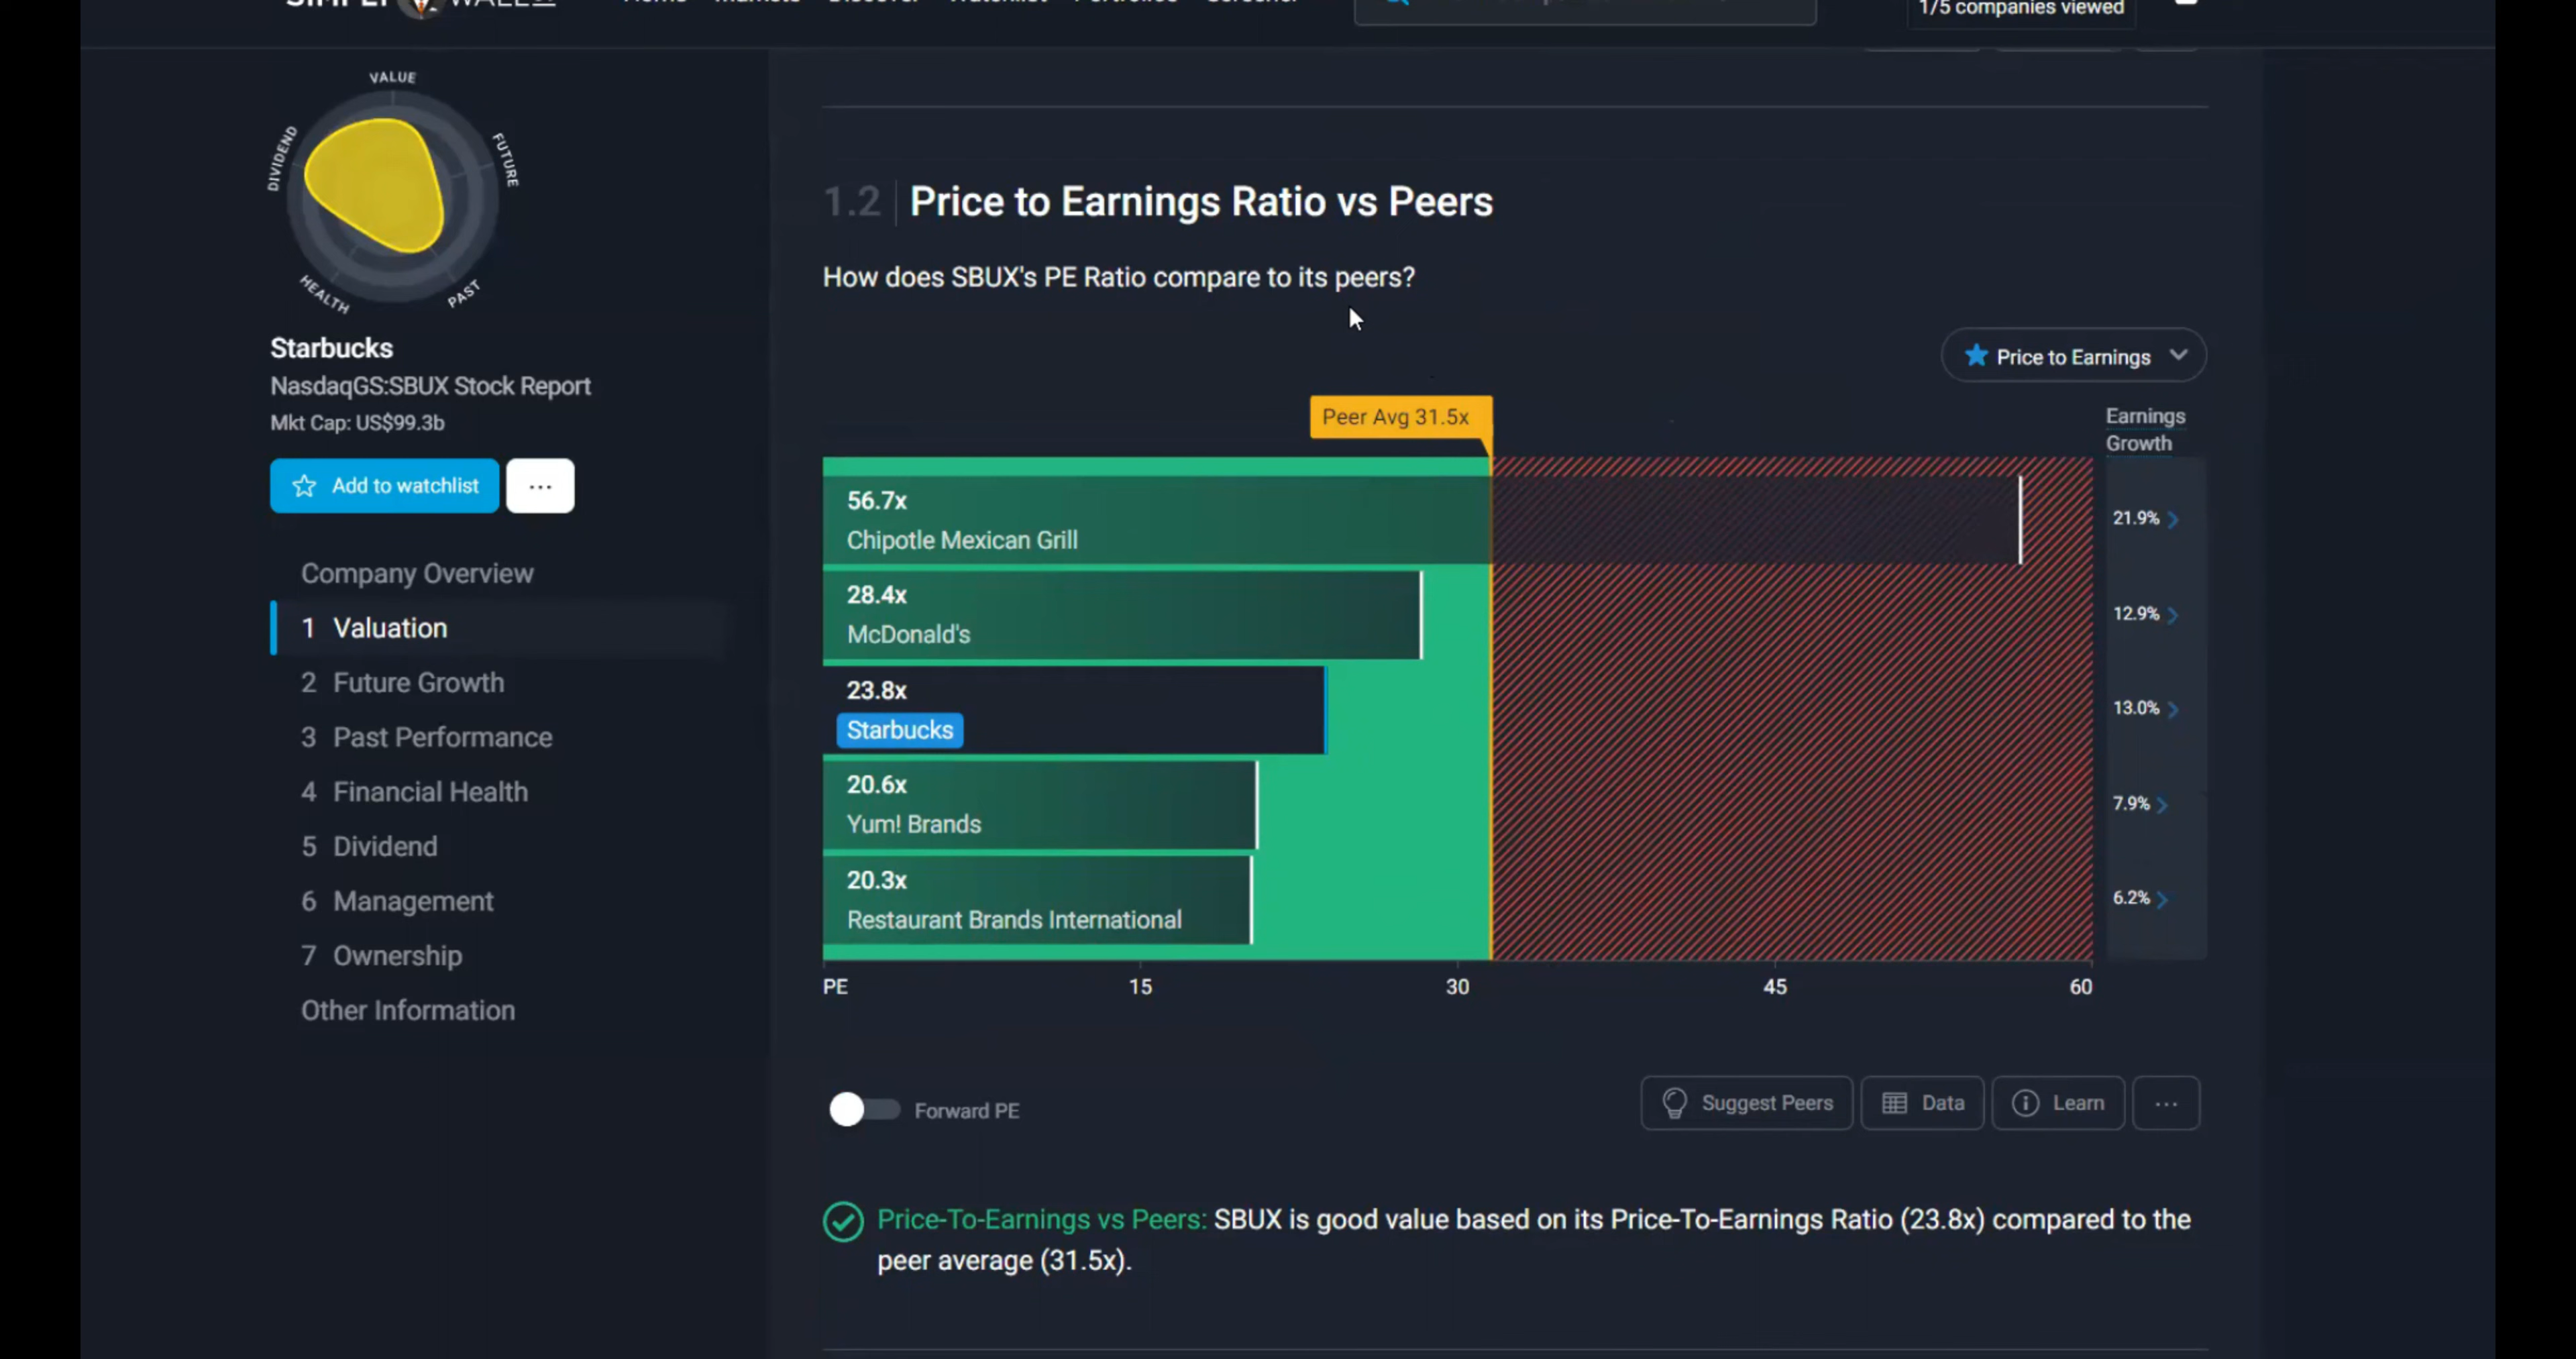 1/5 companies viewed
VALUE
FUTURE
PAST
HEALTH
DIVIDEND
Starbucks
NasdaqGS:SBUX Stock Report
Mkt Cap: US$99.3b
Add to watchlist
Company Overview
1 Valuation
2 Future Growth
3 Past Performance
4 Financial Health
5 Dividend
6 Management
7 Ownership
Other Information
1.2 Price to Earnings Ratio vs Peers
How does SBUX's PE Ratio compare to its peers?
Price to Earnings
Peer Avg 31.5x
Earnings
Growth
56.7x
Chipotle Mexican Grill
21.9%
28.4x
McDonald's
12.9%
23.8x
Starbucks
13.0%
20.6x
Yum! Brands
7.9%
20.3x
Restaurant Brands International
6.2%
PE 15 30 45 60
Forward PE
Suggest Peers
Data
Learn
Price-To-Earnings vs Peers: SBUX is good value based on its Price-To-Earnings Ratio (23.8x) compared to the
peer average (31.5x).